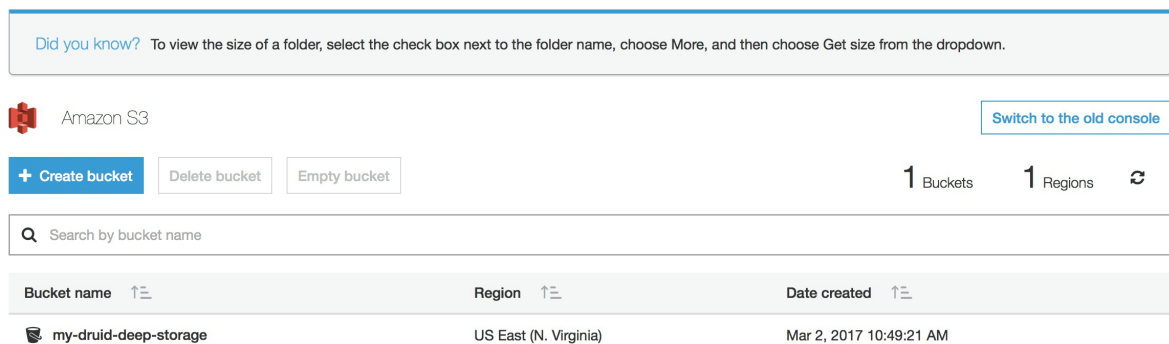 Did you know? To view the size of a folder, select the check box next to the folder name, choose More, and then choose Get size from the dropdown.
Amazon S3
Switch to the old console
+ Create bucket Delete bucket Empty bucket 1 Buckets 1 Regions
Search by bucket name
Bucket name Region Date created
my-druid-deep-storage US East (N. Virginia) Mar 2, 2017 10:49:21 AM